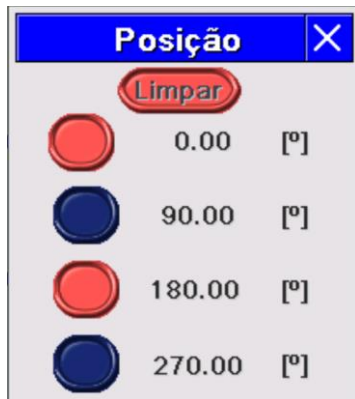 Posição X
Limpar
0.00 [º]
90.00 [º]
180.00 [º]
270.00 [º]